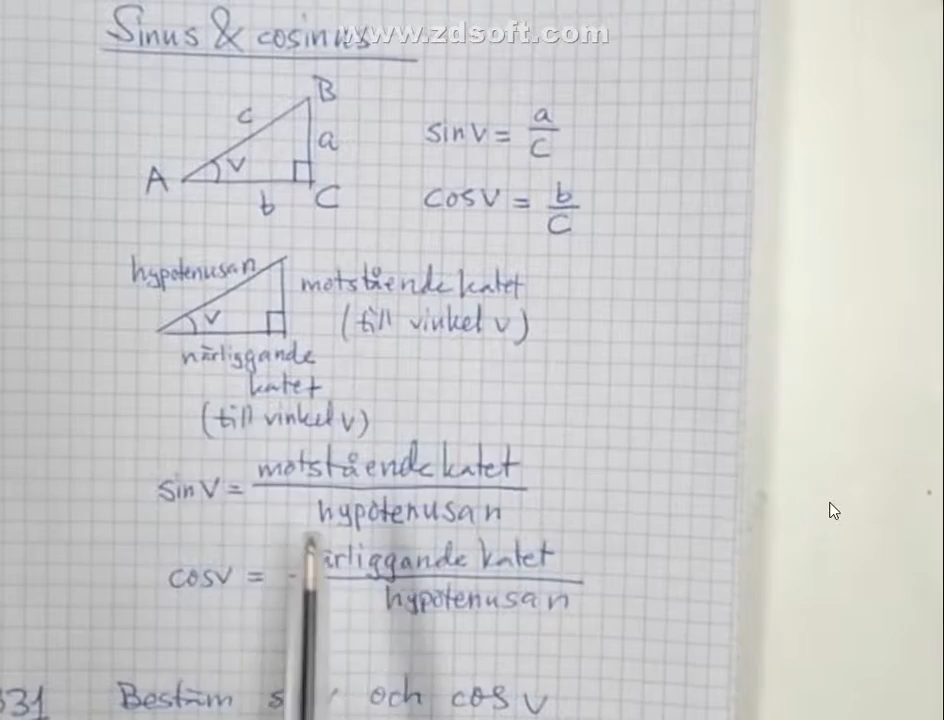 Sinus & cosinus
www.zdsoft.com
B
c
a
sin v = a/c
A
v
b
C
cos v = b/c
hypotenusan
motstående katet
(till vinkel v)
v
närliggande
katet
(till vinkel v)
sin v = motstående katet
hypotenusan
cos v = närliggande katet
hypotenusan
331 Bestäm och cos v